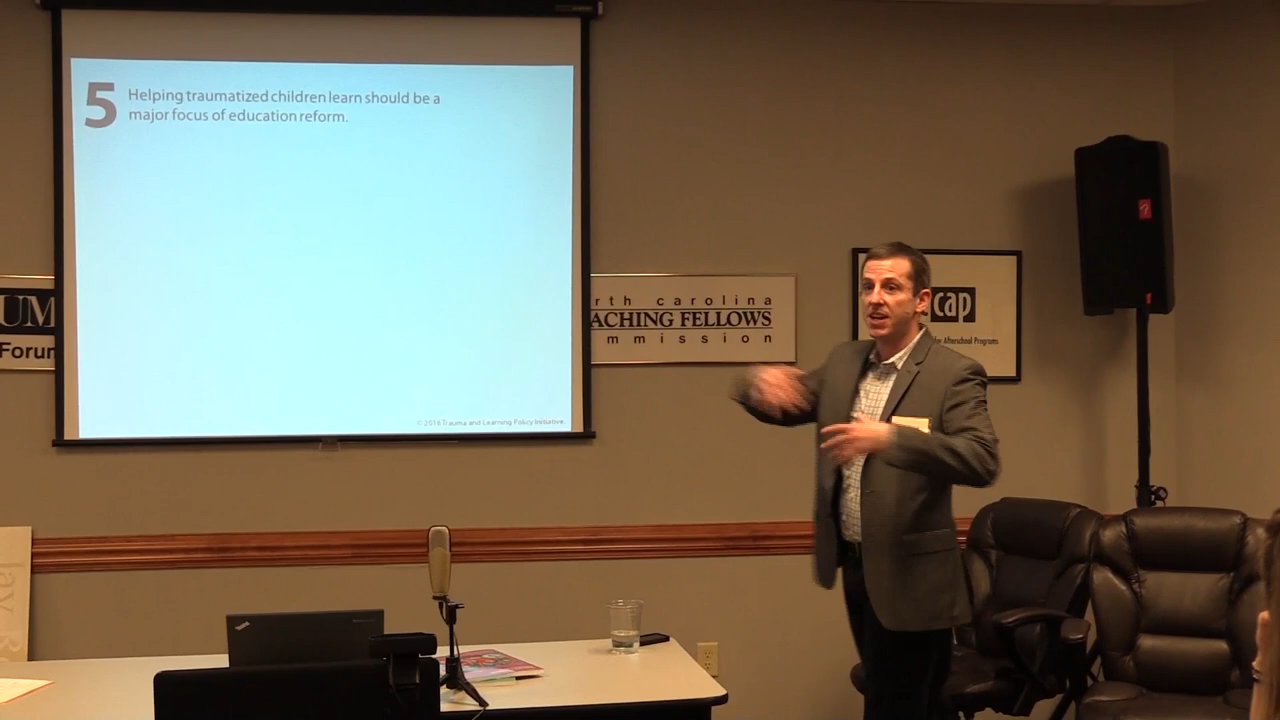 5
Helping traumatized children learn should be a
major focus of education reform.
© 2016 Trauma and Learning Policy Initiative
UM
Forum
rth carolina
ACHING FELLOWS
mmission
cap
for Afterschool Programs